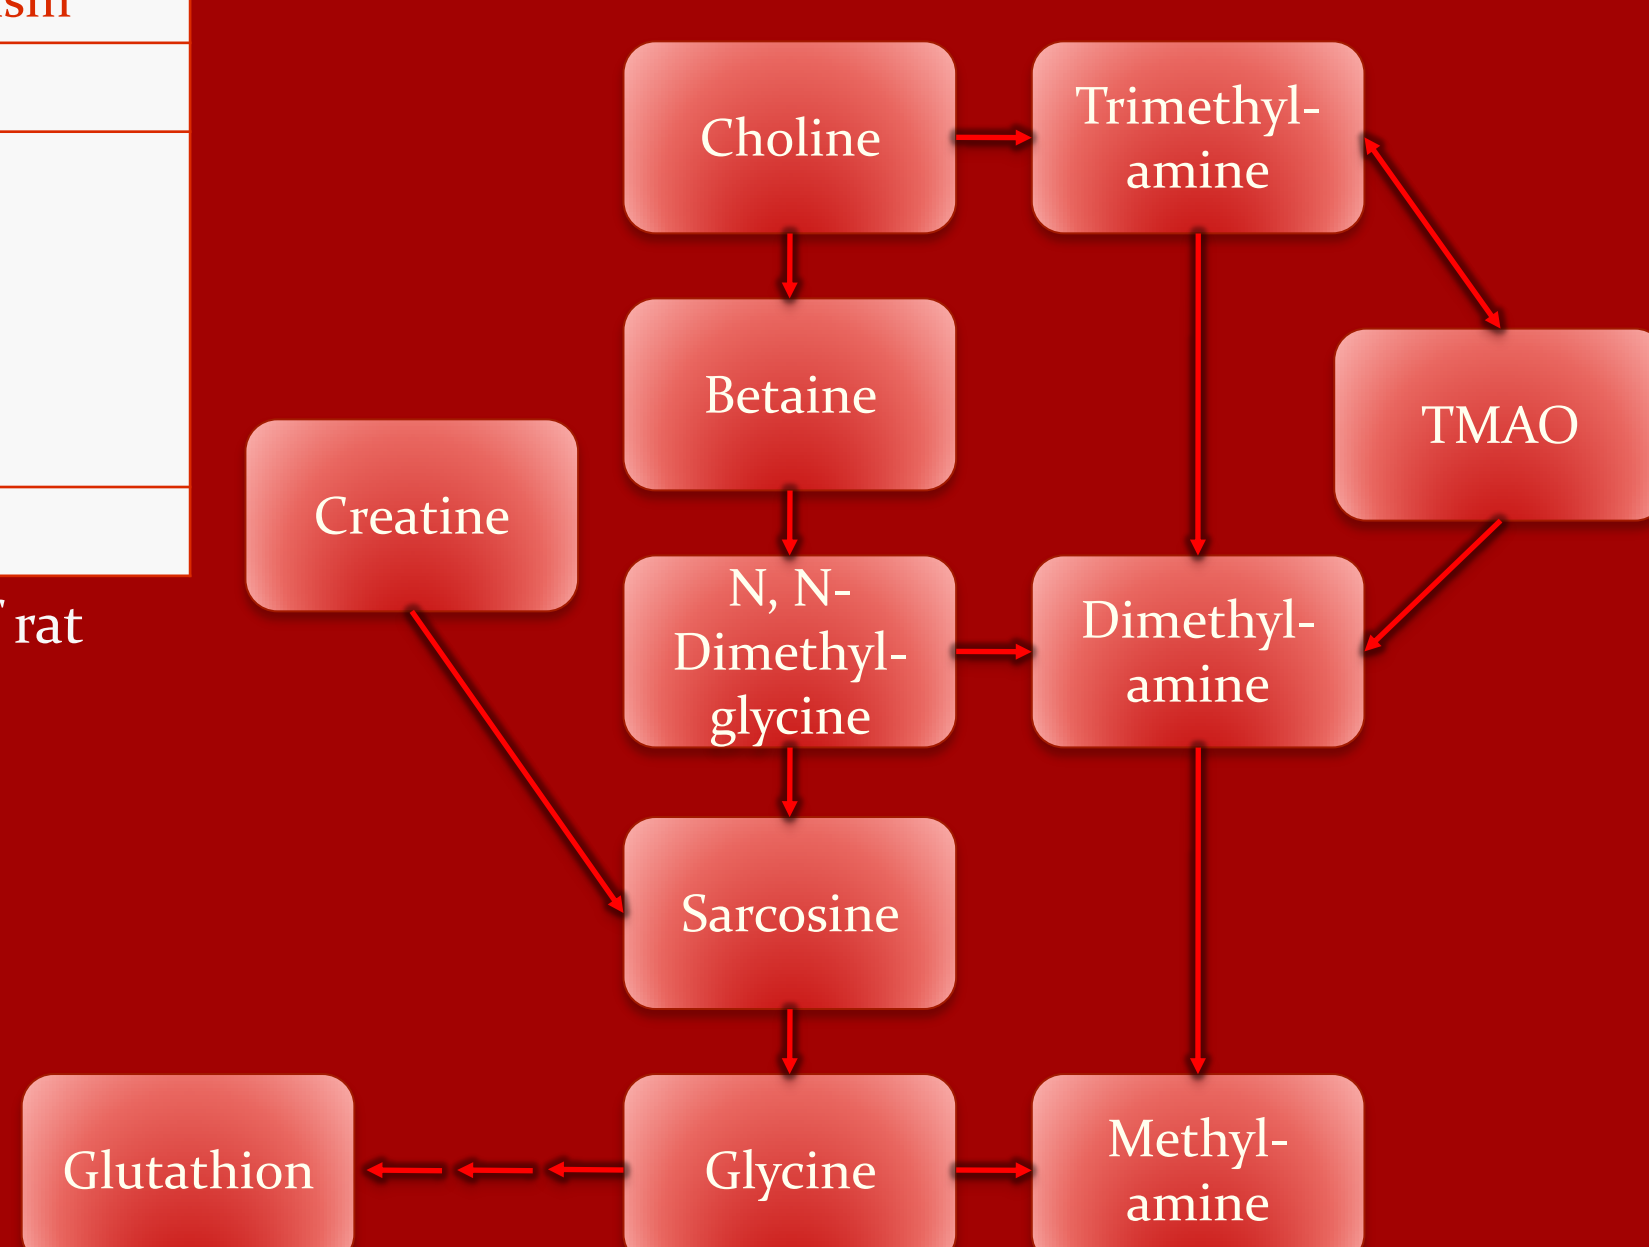 Choline
Trimethyl-
amine
Betaine
TMAO
Creatine
N, N-
Dimethyl-
glycine
Dimethyl-
amine
rat
Sarcosine
Glutathion
Glycine
Methyl-
amine